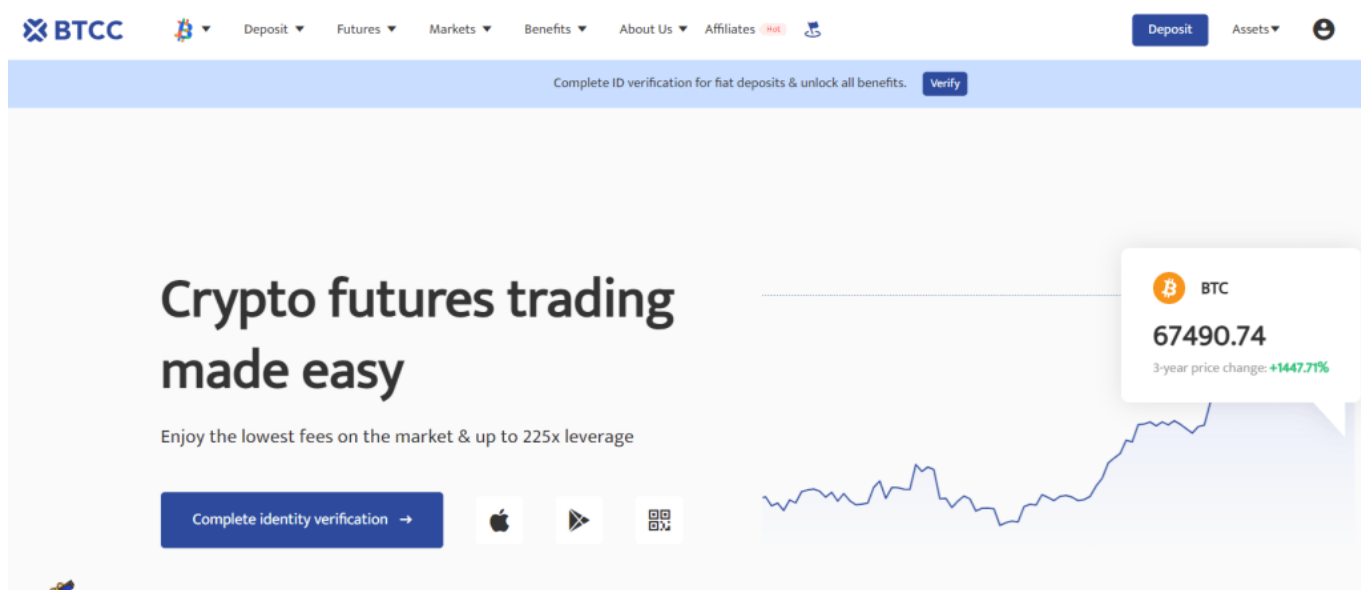 BTCC
Deposit
Futures
Markets
Benefits
About Us
Affiliates Hot
Deposit
Assets
Complete ID verification for fiat deposits & unlock all benefits. Verify
Crypto futures trading
made easy
Enjoy the lowest fees on the market & up to 225x leverage
Complete identity verification →
BTC
67490.74
3-year price change: +1447.71%